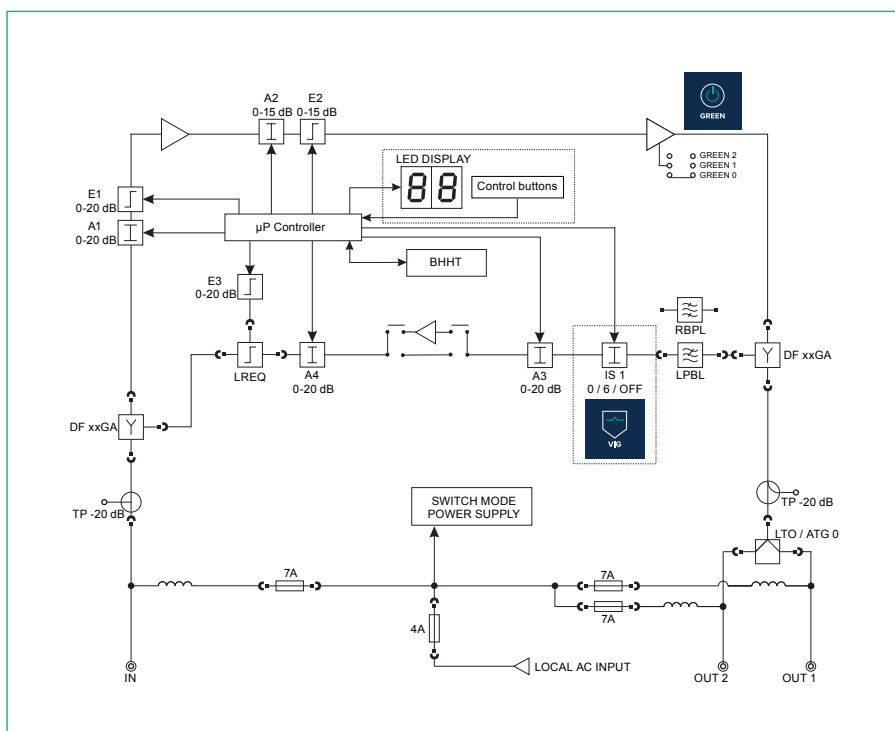 A2
0-15 dB
E2
0-15 dB
GREEN
GREEN 2
GREEN 1
GREEN 0
LED DISPLAY
88
Control buttons
E1
0-20 dB
A1
0-20 dB
µP Controller
BHHT
E3
0-20 dB
RBPL
LREQ
A4
0-20 dB
A3
0-20 dB
IS 1
0 / 6 / OFF
LPBL
DF xxGA
VIG
DF xxGA
TP -20 dB
SWITCH MODE
POWER SUPPLY
TP -20 dB
LTO / ATG 0
7A
7A
7A
4A
LOCAL AC INPUT
IN
OUT 2
OUT 1